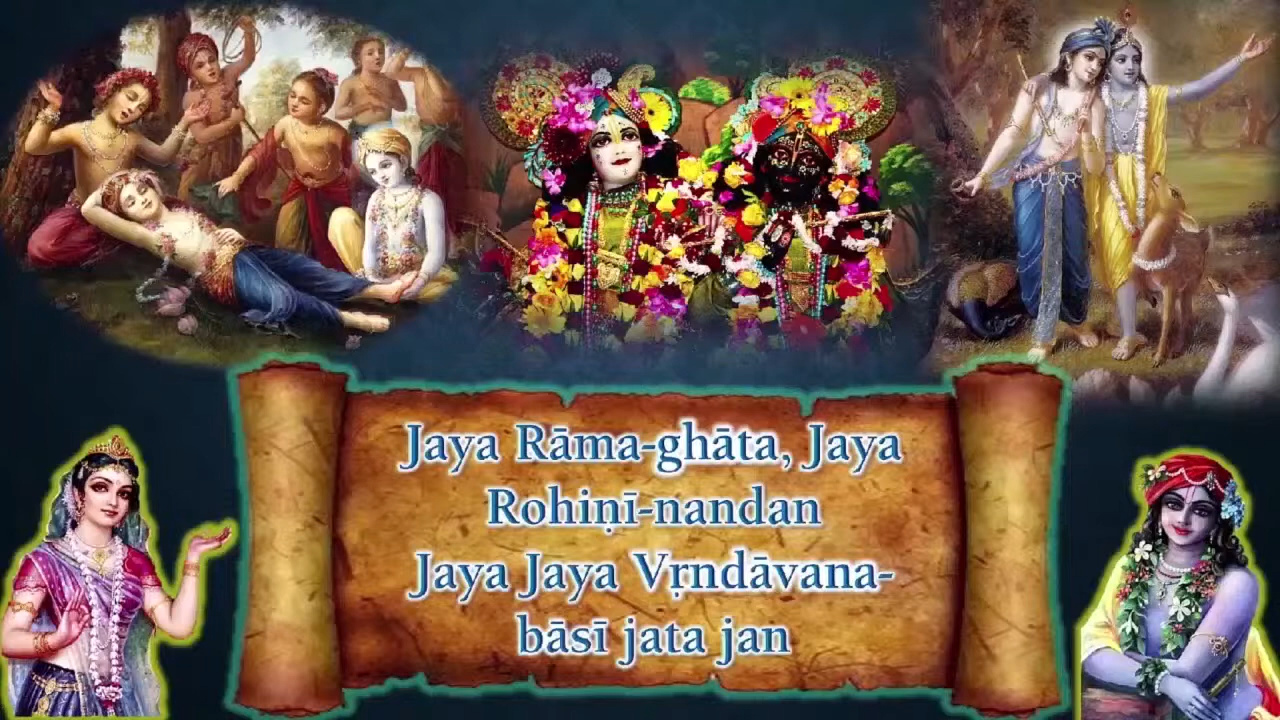 Jaya Rāma-ghāta, Jaya
Rohiṇī-nandan
Jaya Jaya Vṛndāvana-
bāsī jata jan